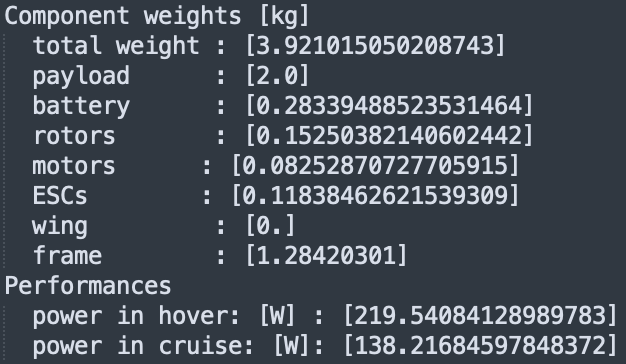 Component weights [kg]
total weight : [3.921015050208743]
payload : [2.0]
battery : [0.28339488523531464]
rotors : [0.15250382140602442]
motors : [0.08252870727705915]
ESCs : [0.11838462621539309]
wing : [0.]
frame : [1.28420301]
Performances
power in hover: [W] : [219.54084128989783]
power in cruise: [W]: [138.21684597848372]